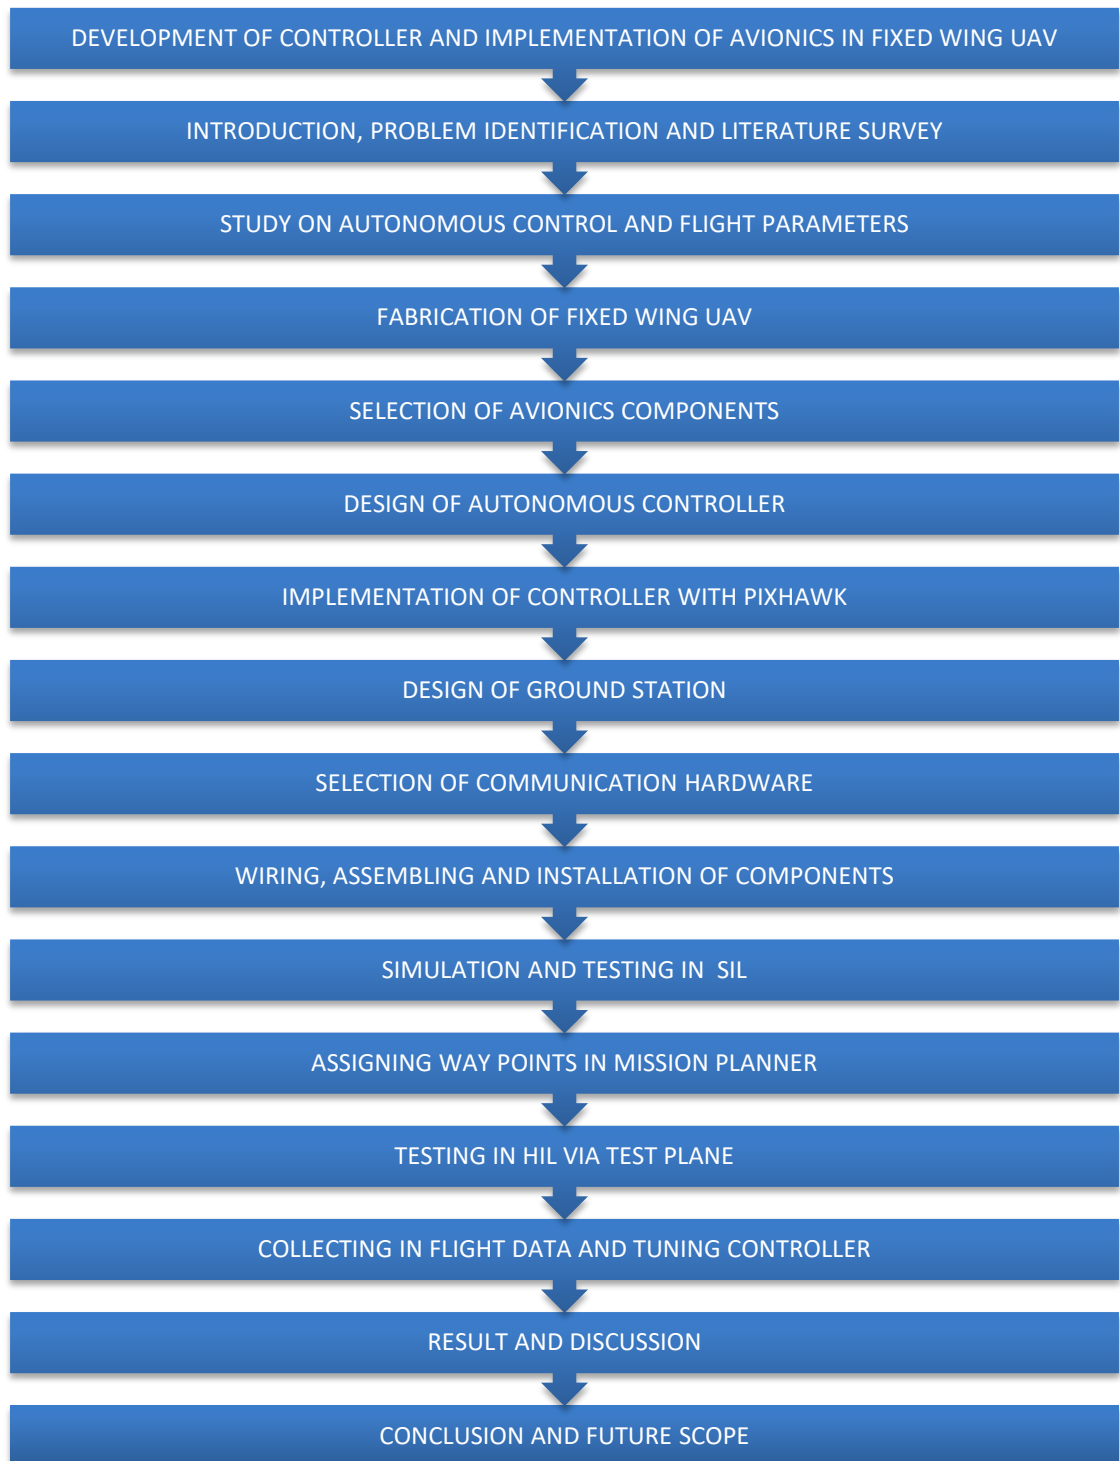 DEVELOPMENT OF CONTROLLER AND IMPLEMENTATION OF AVIONICS IN FIXED WING UAV
INTRODUCTION, PROBLEM IDENTIFICATION AND LITERATURE SURVEY
STUDY ON AUTONOMOUS CONTROL AND FLIGHT PARAMETERS
FABRICATION OF FIXED WING UAV
SELECTION OF AVIONICS COMPONENTS
DESIGN OF AUTONOMOUS CONTROLLER
IMPLEMENTATION OF CONTROLLER WITH PIXHAWK
DESIGN OF GROUND STATION
SELECTION OF COMMUNICATION HARDWARE
WIRING, ASSEMBLING AND INSTALLATION OF COMPONENTS
SIMULATION AND TESTING IN SIL
ASSIGNING WAY POINTS IN MISSION PLANNER
TESTING IN HIL VIA TEST PLANE
COLLECTING IN FLIGHT DATA AND TUNING CONTROLLER
RESULT AND DISCUSSION
CONCLUSION AND FUTURE SCOPE